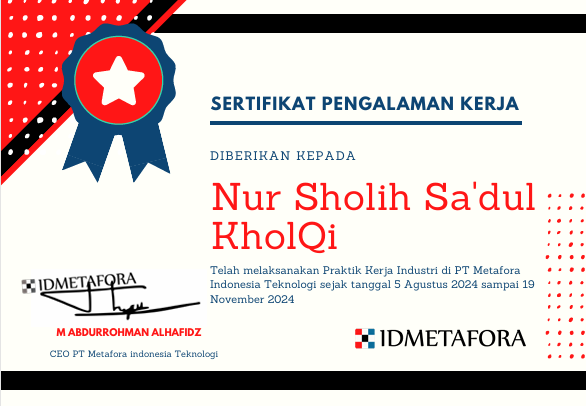 SERTIFIKAT PENGALAMAN KERJA
DIBERIKAN KEPADA
Nur Sholih Sa'dul
KholQi
Telah melaksanakan Praktik Kerja Industri di PT Metafora
Indonesia Teknologi sejak tanggal 5 Agustus 2024 sampai 19
November 2024
IDMETAFORA
M ABDURROHMAN ALHAFIDZ
CEO PT Metafora indonesia Teknologi
IDMETAFORA